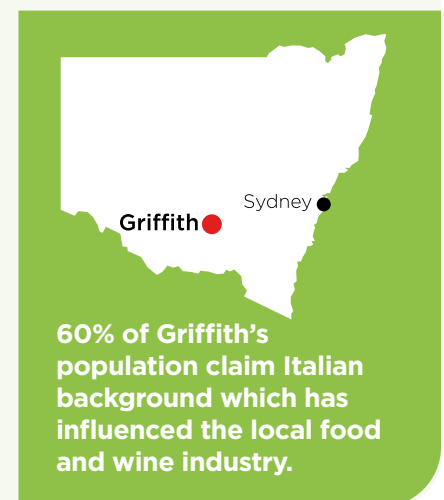 Sydney
Griffith
60% of Griffith's
population claim Italian
background which has
influenced the local food
and wine industry.